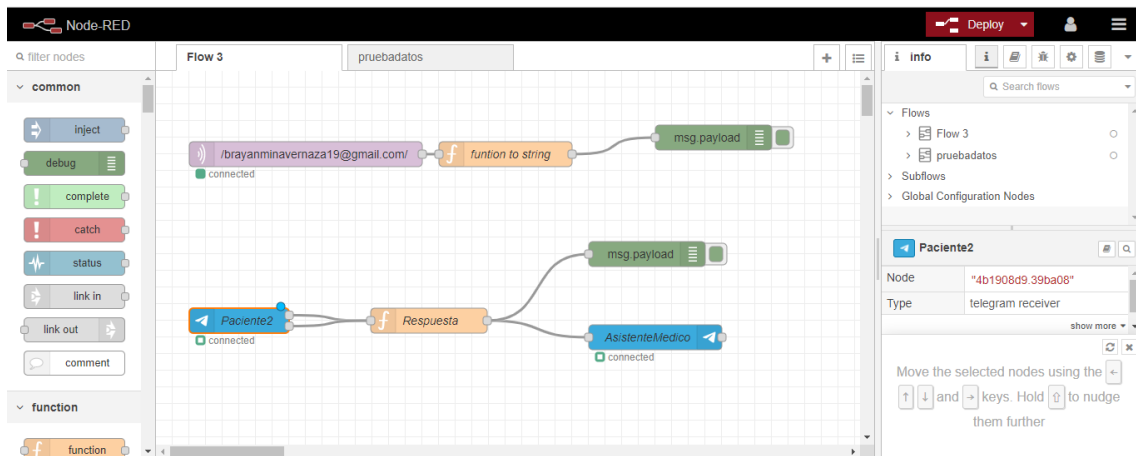 Node-RED
Deploy
filter nodes
common
inject
debug
complete
catch
status
link in
link out
comment
function
function
Flow 3
pruebadatos
/brayanminavernaza19@gmail.com/
connected
funtion to string
msg.payload
msg.payload
Paciente2
connected
Respuesta
AsistenteMedico
connected
info
Search flows
Flows
Flow 3
pruebadatos
Subflows
Global Configuration Nodes
Paciente2
Node "4b1908d9.39ba08"
Type telegram receiver
show more
Move the selected nodes using the ←
↑ ↓ and → keys. Hold ⇧ to nudge
them further